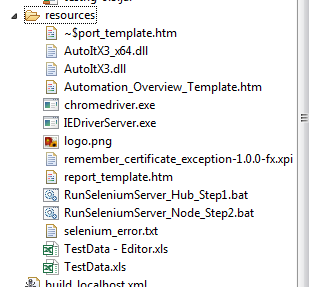 resources
~$port_template.htm
AutoItX3_x64.dll
AutoItX3.dll
Automation_Overview_Template.htm
chromedriver.exe
IEDriverServer.exe
logo.png
remember_certificate_exception-1.0.0-fx.xpi
report_template.htm
RunSeleniumServer_Hub_Step1.bat
RunSeleniumServer_Node_Step2.bat
selenium_error.txt
TestData - Editor.xls
TestData.xls
build_localhost.xml